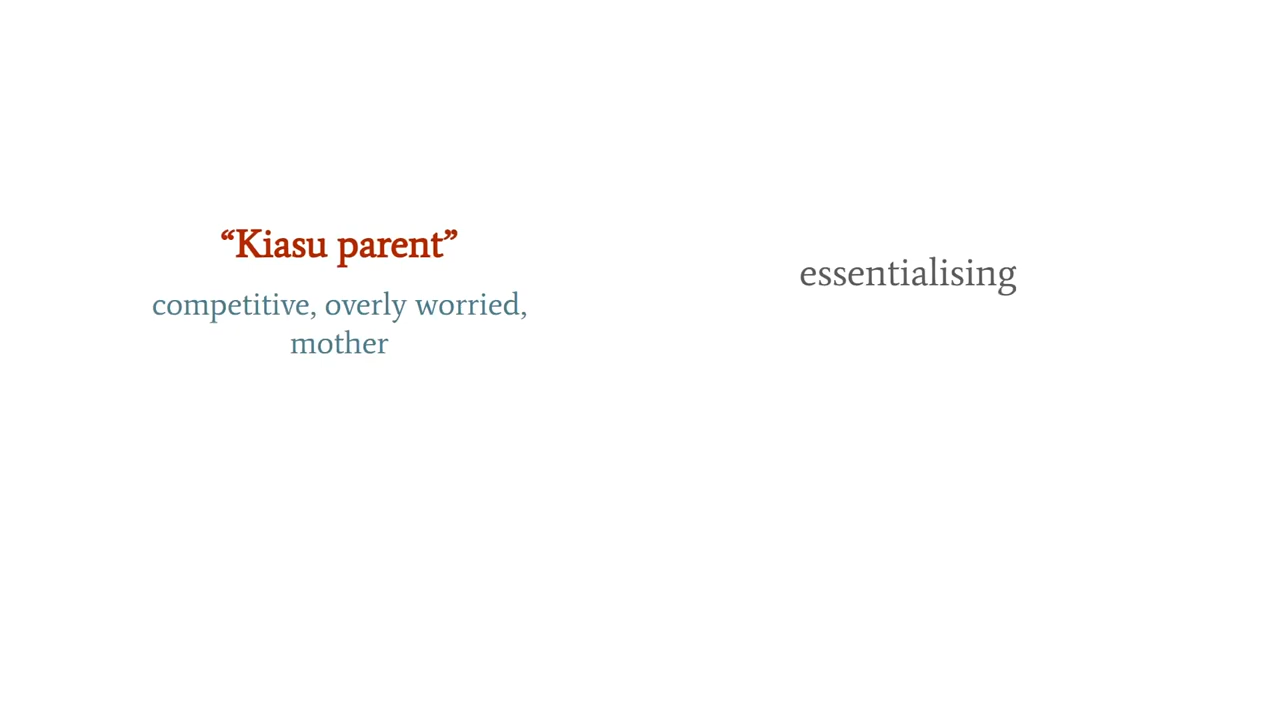 “Kiasu parent”
competitive, overly worried,
mother
essentialising